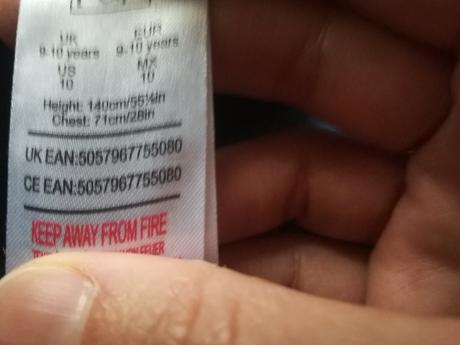 UK EUR
9-10 years 9-10 years
US MX
10 10
Height: 140cm/55¼in
Chest: 71cm/28in
UK EAN:5057967755080
CE EAN:5057967755080
KEEP AWAY FROM FIRE